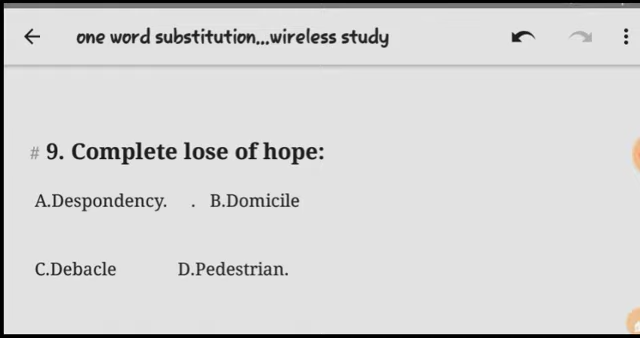 one word substitution...wireless study
# 9. Complete lose of hope:
A.Despondency. . B.Domicile
C.Debacle D.Pedestrian.